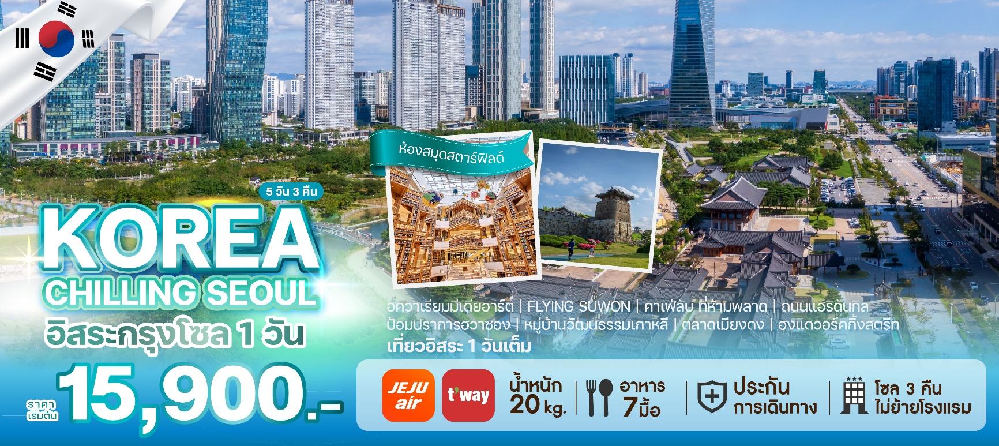 ห้องสมุดสตาร์ฟิลด์
5 วัน 3 คืน
KOREA
CHILLING SEOUL
อิสระกรุงโซล 1 วัน
ราคา
เริ่มต้น
15,900.-
อควาเรียมมีเดียอาร์ต | FLYING SUWON | คาเฟ่ลับ ที่ห้ามพลาด | ถนนแฮริดันกิล
ป้อมปราการฮวาซอง | หมู่บ้านวัฒนธรรมเกาหลี | ตลาดเมียงดง | ฮงแดวอร์คกิ้งสตรีท
เที่ยวอิสระ 1 วันเต็ม
JEJU
air
t'way
น้ำหนัก
20 kg.
อาหาร
7มื้อ
ประกัน
การเดินทาง
โซล 3 คืน
ไม่ย้ายโรงแรม